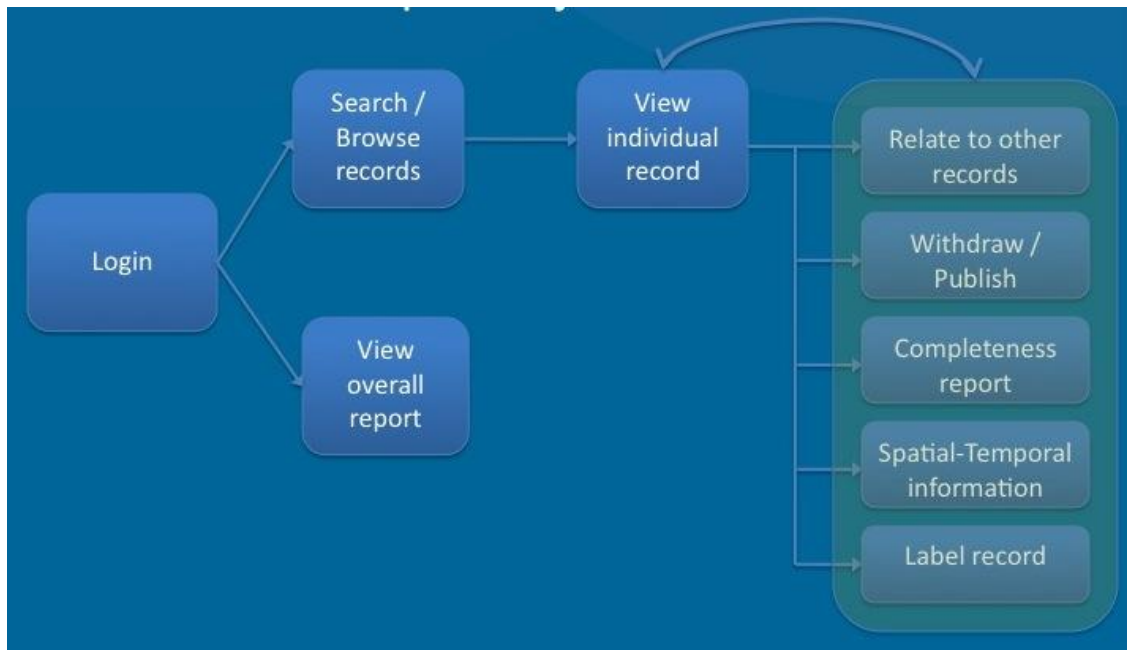 Login
Search /
Browse
records
View
overall
report
View
individual
record
Relate to other
records
Withdraw /
Publish
Completeness
report
Spatial-Temporal
information
Label record